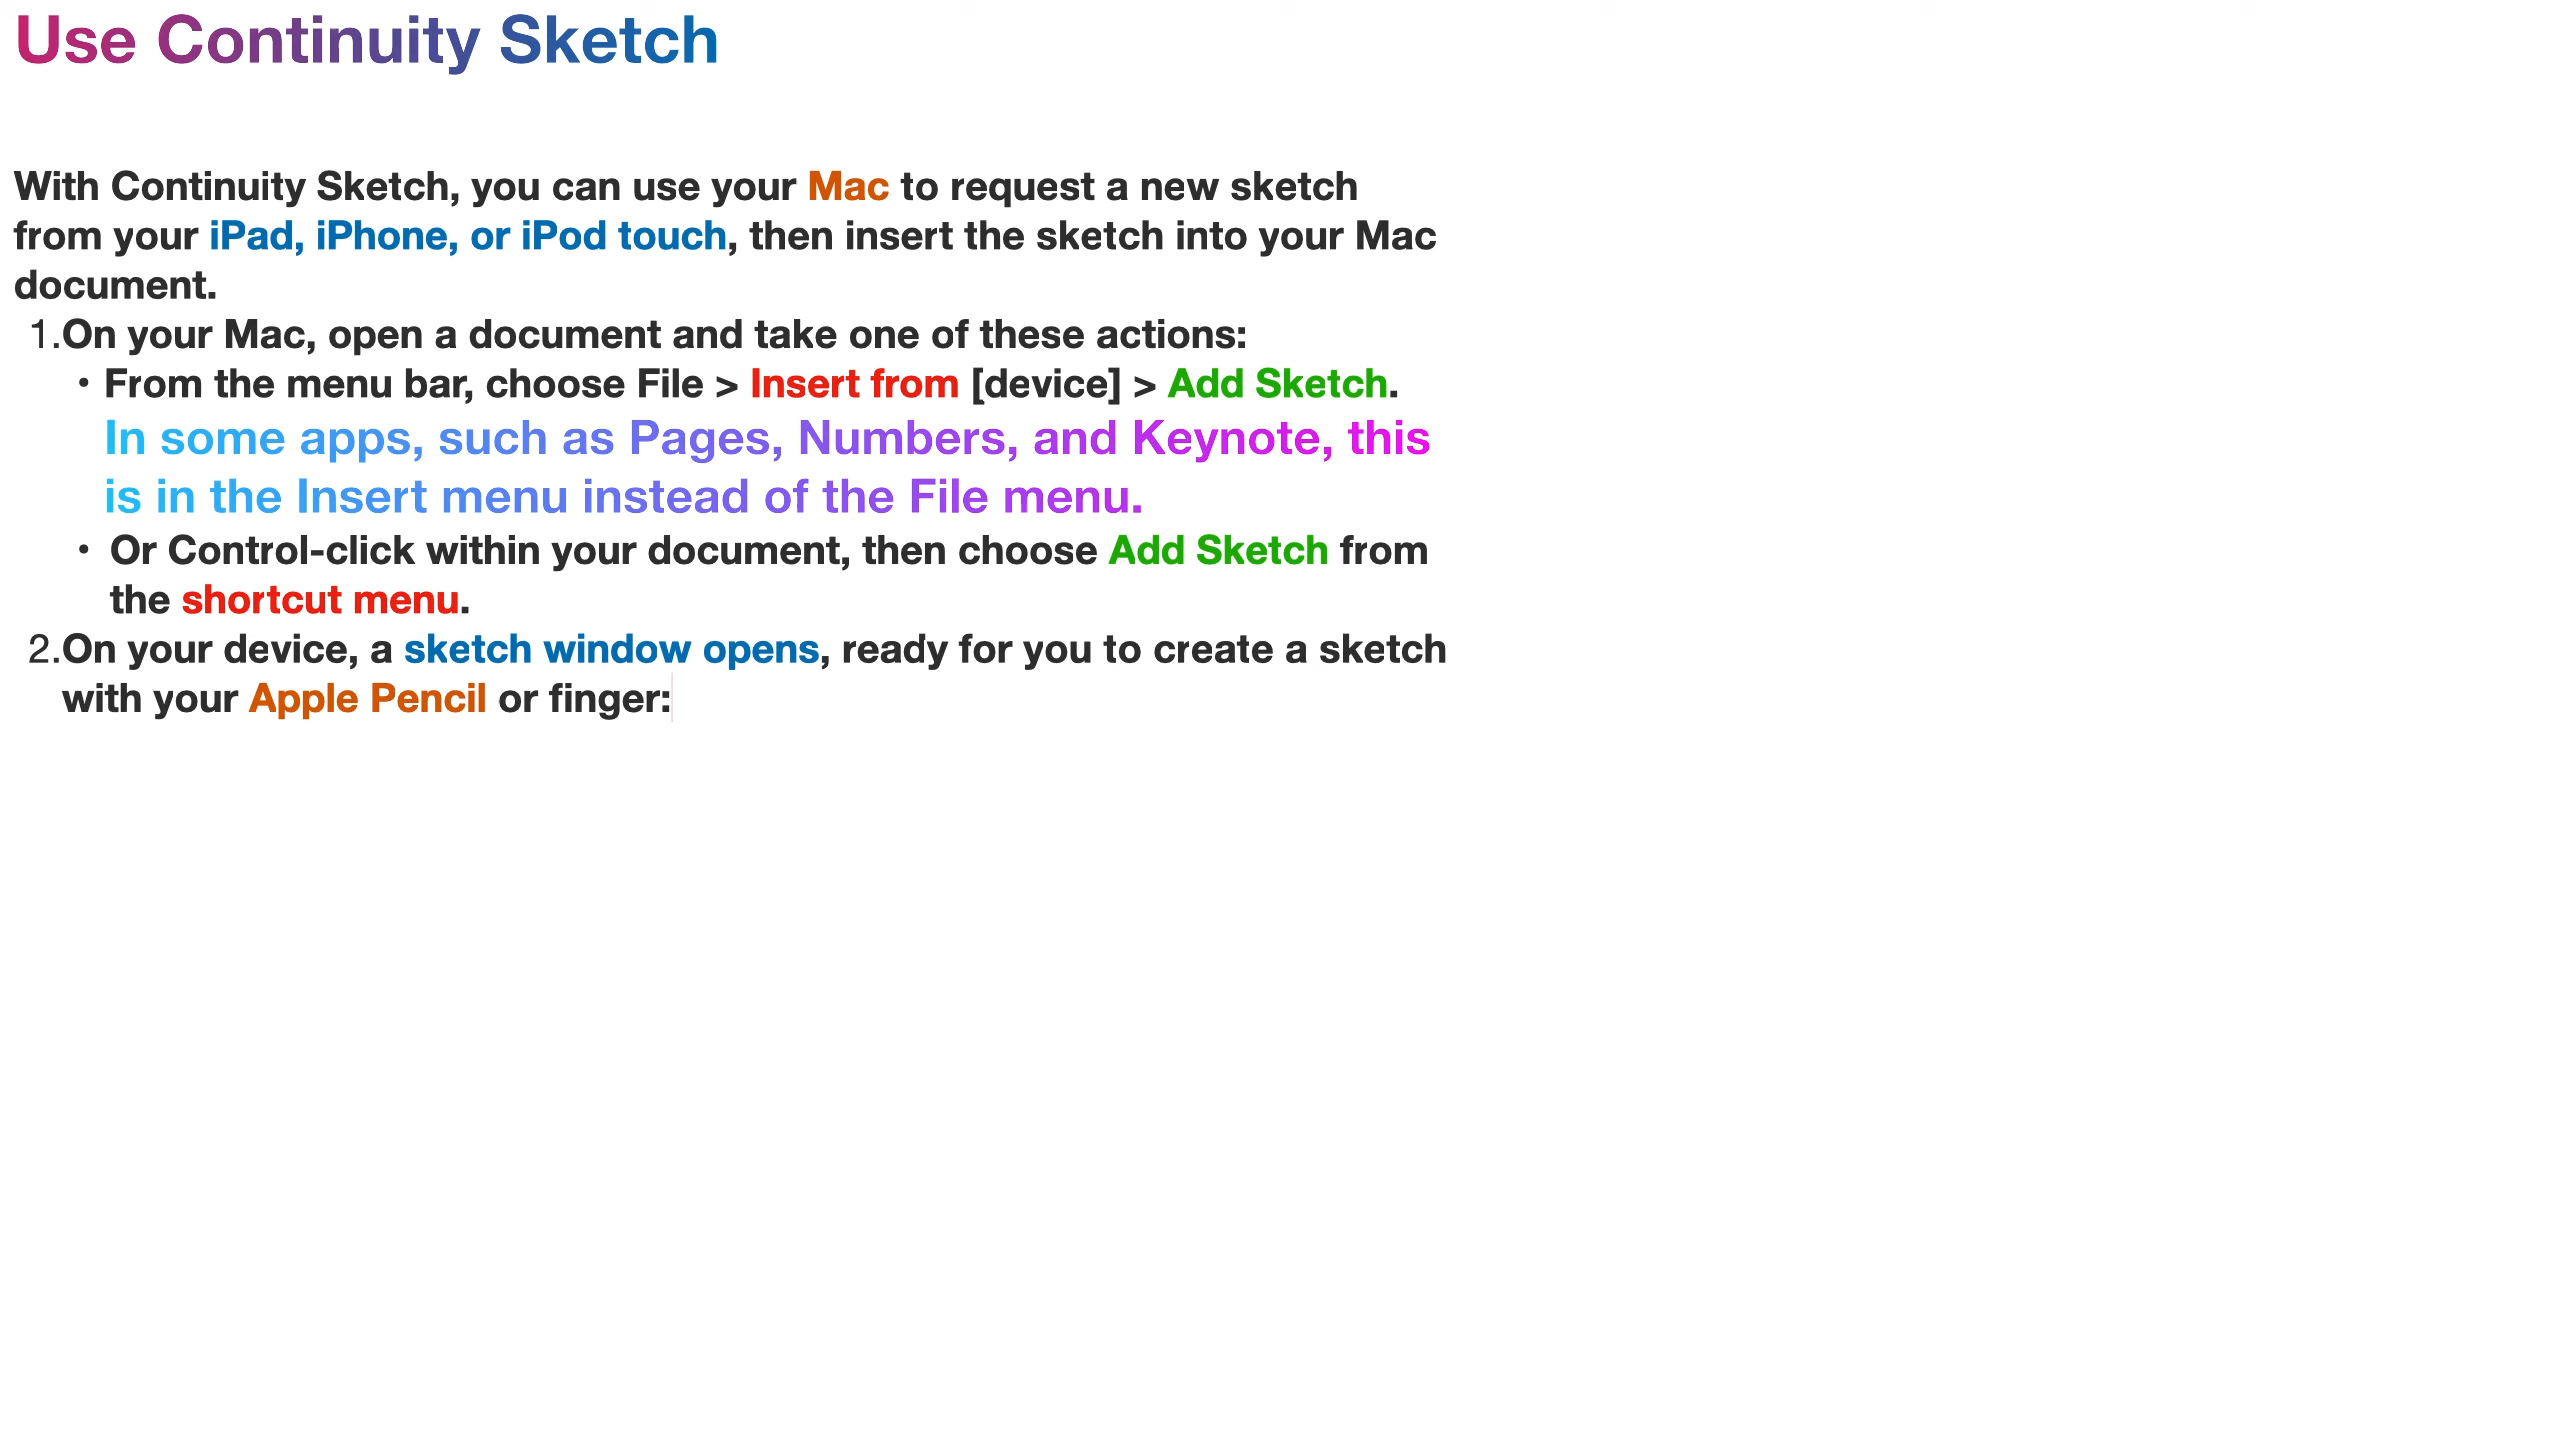 Use Continuity Sketch
With Continuity Sketch, you can use your Mac to request a new sketch
from your iPad, iPhone, or iPod touch, then insert the sketch into your Mac
document.
1.On your Mac, open a document and take one of these actions:
• From the menu bar, choose File > Insert from [device] > Add Sketch.
In some apps, such as Pages, Numbers, and Keynote, this
is in the Insert menu instead of the File menu.
• Or Control-click within your document, then choose Add Sketch from
the shortcut menu.
2.On your device, a sketch window opens, ready for you to create a sketch
with your Apple Pencil or finger: